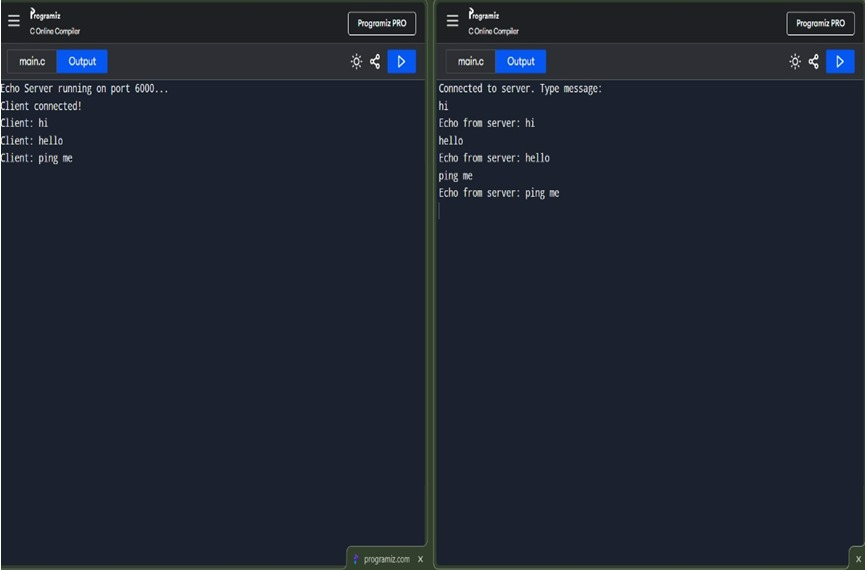 Programiz
C Online Compiler
Programiz PRO
main.c
Output
Echo Server running on port 6000...
Client connected!
Client: hi
Client: hello
Client: ping me
programiz.com x
Programiz
C Online Compiler
Programiz PRO
main.c
Output
Connected to server. Type message:
hi
Echo from server: hi
hello
Echo from server: hello
ping me
Echo from server: ping me
x